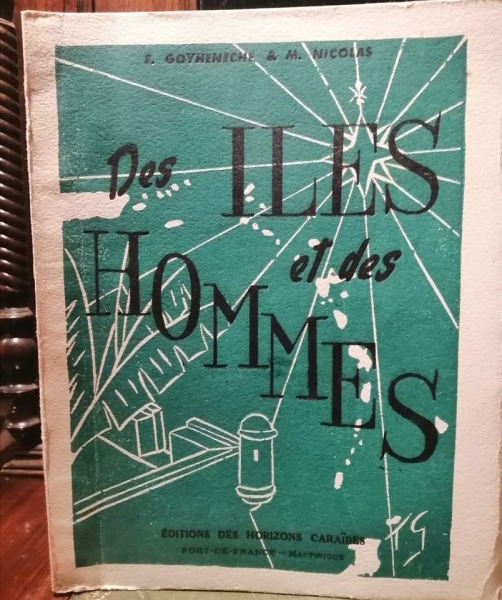 E. GOYHENECHE & M. NICOLAS
Des ILES
et des
HOMMES
ÉDITIONS DES HORIZONS CARAÏBES
FORT-DE-FRANCE – MARTINIQUE